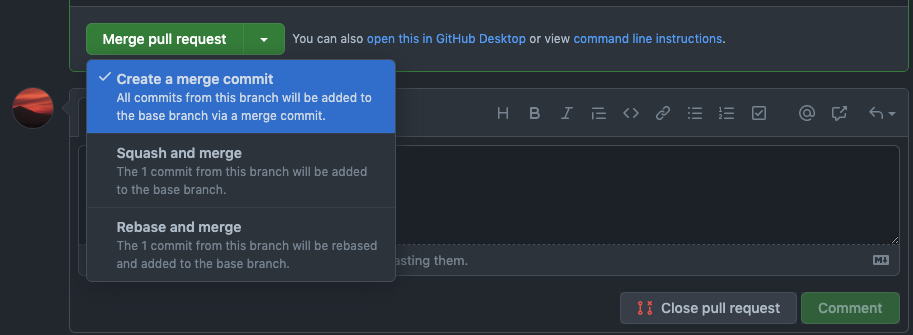 Merge pull request
You can also open this in GitHub Desktop or view command line instructions.
Create a merge commit
All commits from this branch will be added to
the base branch via a merge commit.
Squash and merge
The 1 commit from this branch will be added
to the base branch.
Rebase and merge
The 1 commit from this branch will be rebased
and added to the base branch.
asting them.
Close pull request
Comment